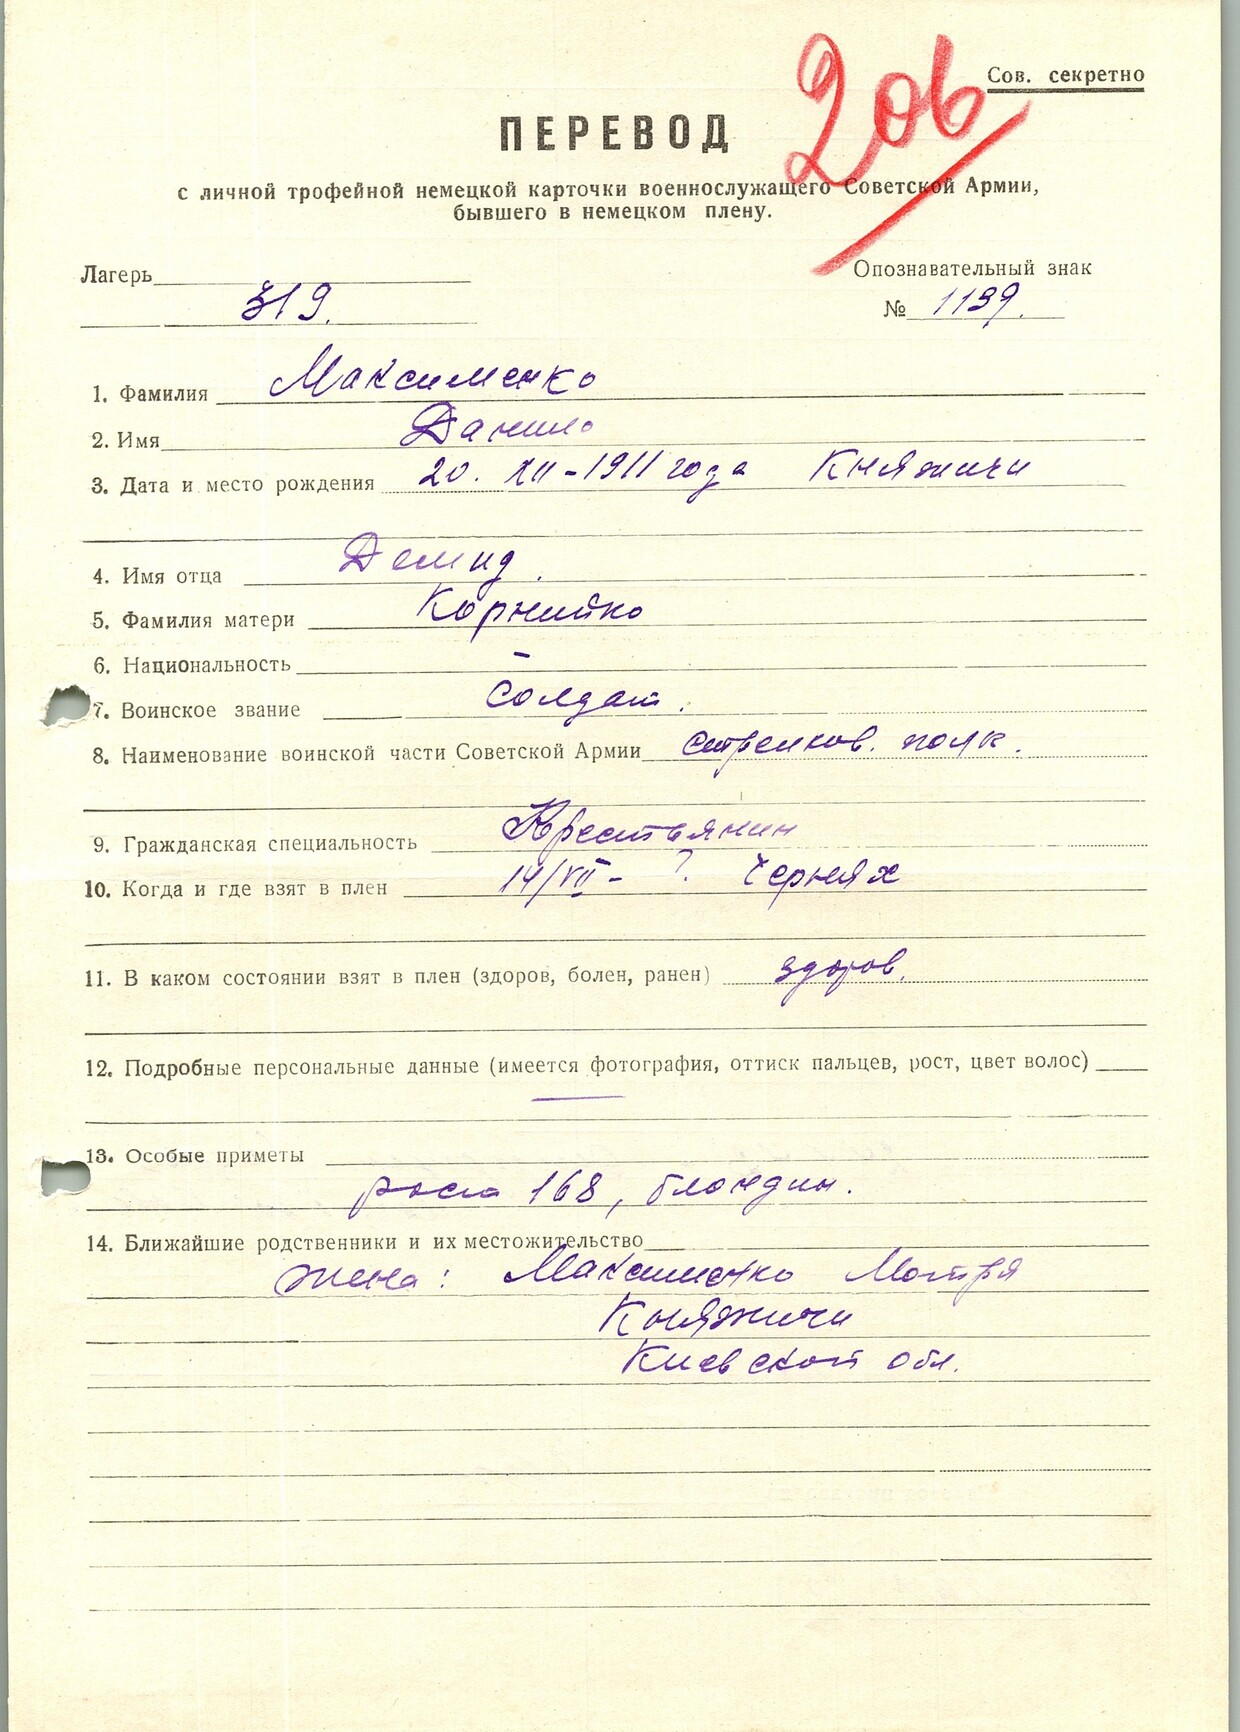 206
Сов. секретно
ПЕРЕВОД
с личной трофейной немецкой карточки военнослужащего Советской Армии,
бывшего в немецком плену.
Лагерь
319.
Опознавательный знак
№ 1139.
1. Фамилия Максименко
2. Имя Данило
3. Дата и место рождения 20. XII-1911 года Княжичи
4. Имя отца Демид.
5. Фамилия матери Корнийко
6. Национальность –
7. Воинское звание Солдат.
8. Наименование воинской части Советской Армии стрелков. полк.
9. Гражданская специальность Крестьянин
10. Когда и где взят в плен 14/VII- ? Чернях
11. В каком состоянии взят в плен (здоров, болен, ранен) здоров.
12. Подробные персональные данные (имеется фотография, оттиск пальцев, рост, цвет волос)
13. Особые приметы
роста 168, блондин.
14. Ближайшие родственники и их местожительство
Жена: Максименко Мотря
Княжичи
Киевской обл.